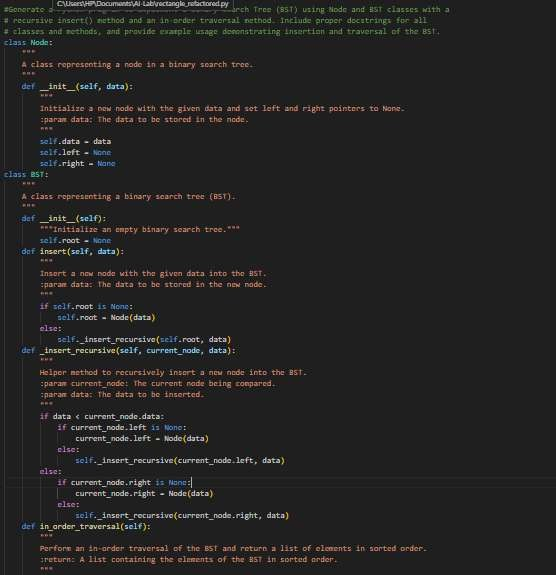 C:\Users\HP\Documents\AI-Lab\rectangle_refactored.py
#Generate a Search Tree (BST) using Node and BST classes with a
# recursive insert() method and an in-order traversal method. Include proper docstrings for all
# classes and methods, and provide example usage demonstrating insertion and traversal of the BST.
class Node:
    """
    A class representing a node in a binary search tree.
    """
    def __init__(self, data):
        """
        Initialize a new node with the given data and set left and right pointers to None.
        :param data: The data to be stored in the node.
        """
        self.data = data
        self.left = None
        self.right = None
class BST:
    """
    A class representing a binary search tree (BST).
    """
    def __init__(self):
        """Initialize an empty binary search tree."""
        self.root = None
    def insert(self, data):
        """
        Insert a new node with the given data into the BST.
        :param data: The data to be stored in the new node.
        """
        if self.root is None:
            self.root = Node(data)
        else:
            self._insert_recursive(self.root, data)
    def _insert_recursive(self, current_node, data):
        """
        Helper method to recursively insert a new node into the BST.
        :param current_node: The current node being compared.
        :param data: The data to be inserted.
        """
        if data < current_node.data:
            if current_node.left is None:
                current_node.left = Node(data)
            else:
                self._insert_recursive(current_node.left, data)
        else:
            if current_node.right is None:
                current_node.right = Node(data)
            else:
                self._insert_recursive(current_node.right, data)
    def in_order_traversal(self):
        """
        Perform an in-order traversal of the BST and return a list of elements in sorted order.
        :return: A list containing the elements of the BST in sorted order.
        """